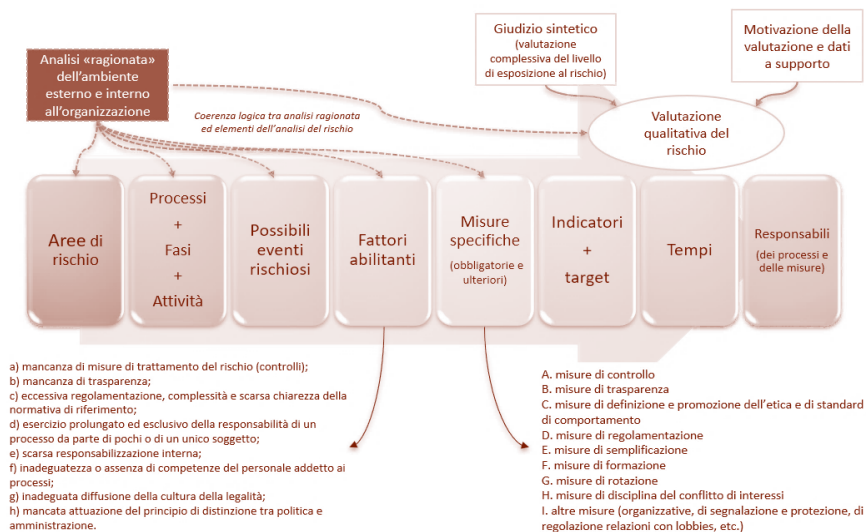 Analisi «ragionata»
dell'ambiente
esterno e interno
all'organizzazione
Giudizio sintetico
(valutazione
complessiva del livello
di esposizione al rischio)
Motivazione della
valutazione e dati
a supporto
Coerenza logica tra analisi ragionata
ed elementi dell'analisi del rischio
Valutazione
qualitativa del
rischio
Aree di
rischio
Processi
+
Fasi
+
Attività
Possibili
eventi
rischiosi
Fattori
abilitanti
Misure
specifiche
(obbligatorie e
ulteriori)
Indicatori
+
target
Tempi
Responsabili
(dei processi e
delle misure)
a) mancanza di misure di trattamento del rischio (controlli);
b) mancanza di trasparenza;
c) eccessiva regolamentazione, complessità e scarsa chiarezza della
normativa di riferimento;
d) esercizio prolungato ed esclusivo della responsabilità di un
processo da parte di pochi o di un unico soggetto;
e) scarsa responsabilizzazione interna;
f) inadeguatezza o assenza di competenze del personale addetto ai
processi;
g) inadeguata diffusione della cultura della legalità;
h) mancata attuazione del principio di distinzione tra politica e
amministrazione.
A. misure di controllo
B. misure di trasparenza
C. misure di definizione e promozione dell'etica e di standard
di comportamento
D. misure di regolamentazione
E. misure di semplificazione
F. misure di formazione
G. misure di rotazione
H. misure di disciplina del conflitto di interessi
I. altre misure (organizzative, di segnalazione e protezione, di
regolazione relazioni con lobbies, etc.)